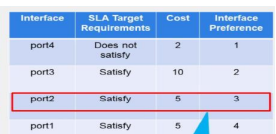 Interface SLA Target Requirements Cost Interface Preference
port4 Does not satisfy 2 1
port3 Satisfy 10 2
port2 Satisfy 5 3
port1 Satisfy 5 4